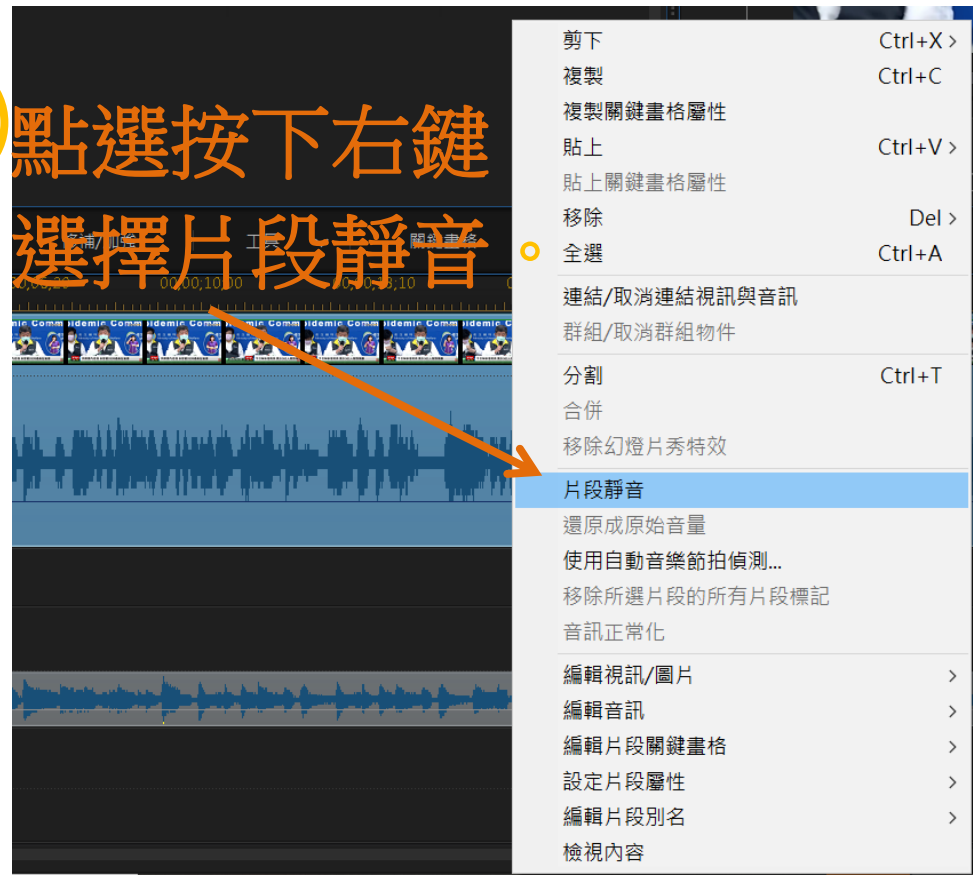 剪下 Ctrl+X >
複製 Ctrl+C
複製關鍵畫格屬性
貼上 Ctrl+V >
貼上關鍵畫格屬性
移除 Del >
全選 Ctrl+A
連結/取消連結視訊與音訊
群組/取消群組物件
分割 Ctrl+T
合併
移除幻燈片秀特效
片段靜音
還原成原始音量
使用自動音樂節拍偵測...
移除所選片段的所有片段標記
音訊正常化
編輯視訊/圖片 >
編輯音訊 >
編輯片段關鍵畫格 >
設定片段屬性 >
編輯片段別名 >
檢視內容
點選按下右鍵
選擇片段靜音。
工具
00;00;10;00